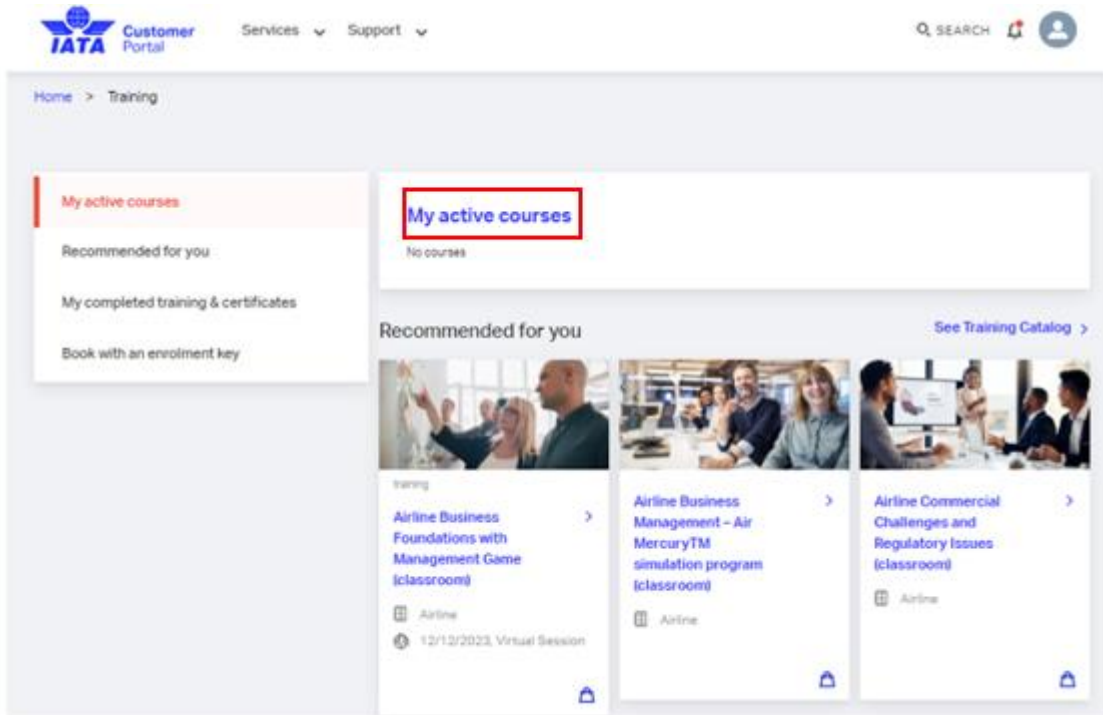 IATA
Customer
Portal
Services
Support
SEARCH
Home > Training
My active courses
Recommended for you
My completed training & certificates
Book with an enrolment key
My active courses
No courses
Recommended for you
See Training Catalog >
training
Airline Business
Foundations with
Management Game
(classroom)
Airline
12/12/2023, Virtual Session
Airline Business
Management – Air
MercuryTM
simulation program
(classroom)
Airline
Airline Commercial
Challenges and
Regulatory Issues
(classroom)
Airline